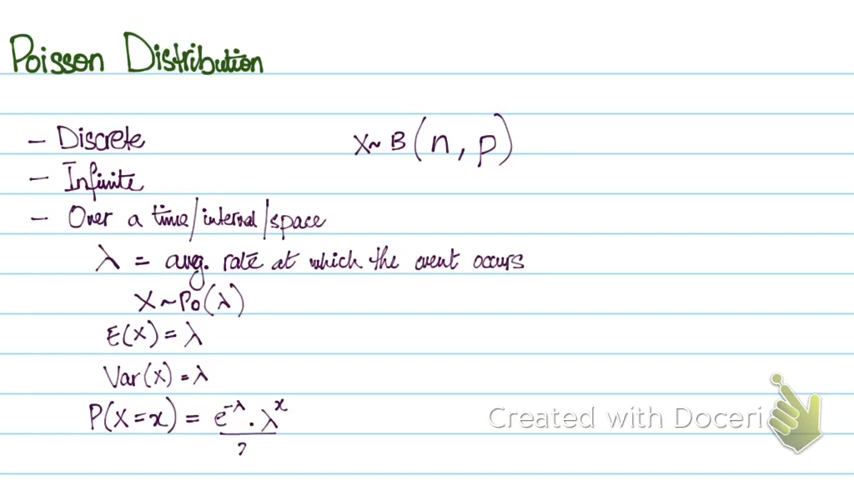 Poisson Distribution
- Discrete
X~ B(n, p)
- Infinite
- Over a time/interval/space
λ = avg. rate at which the event occurs
X~Po(λ)
E(X) = λ
Var(X) = λ
P(X=x) = e^-λ . λ^x
Created with Doceri